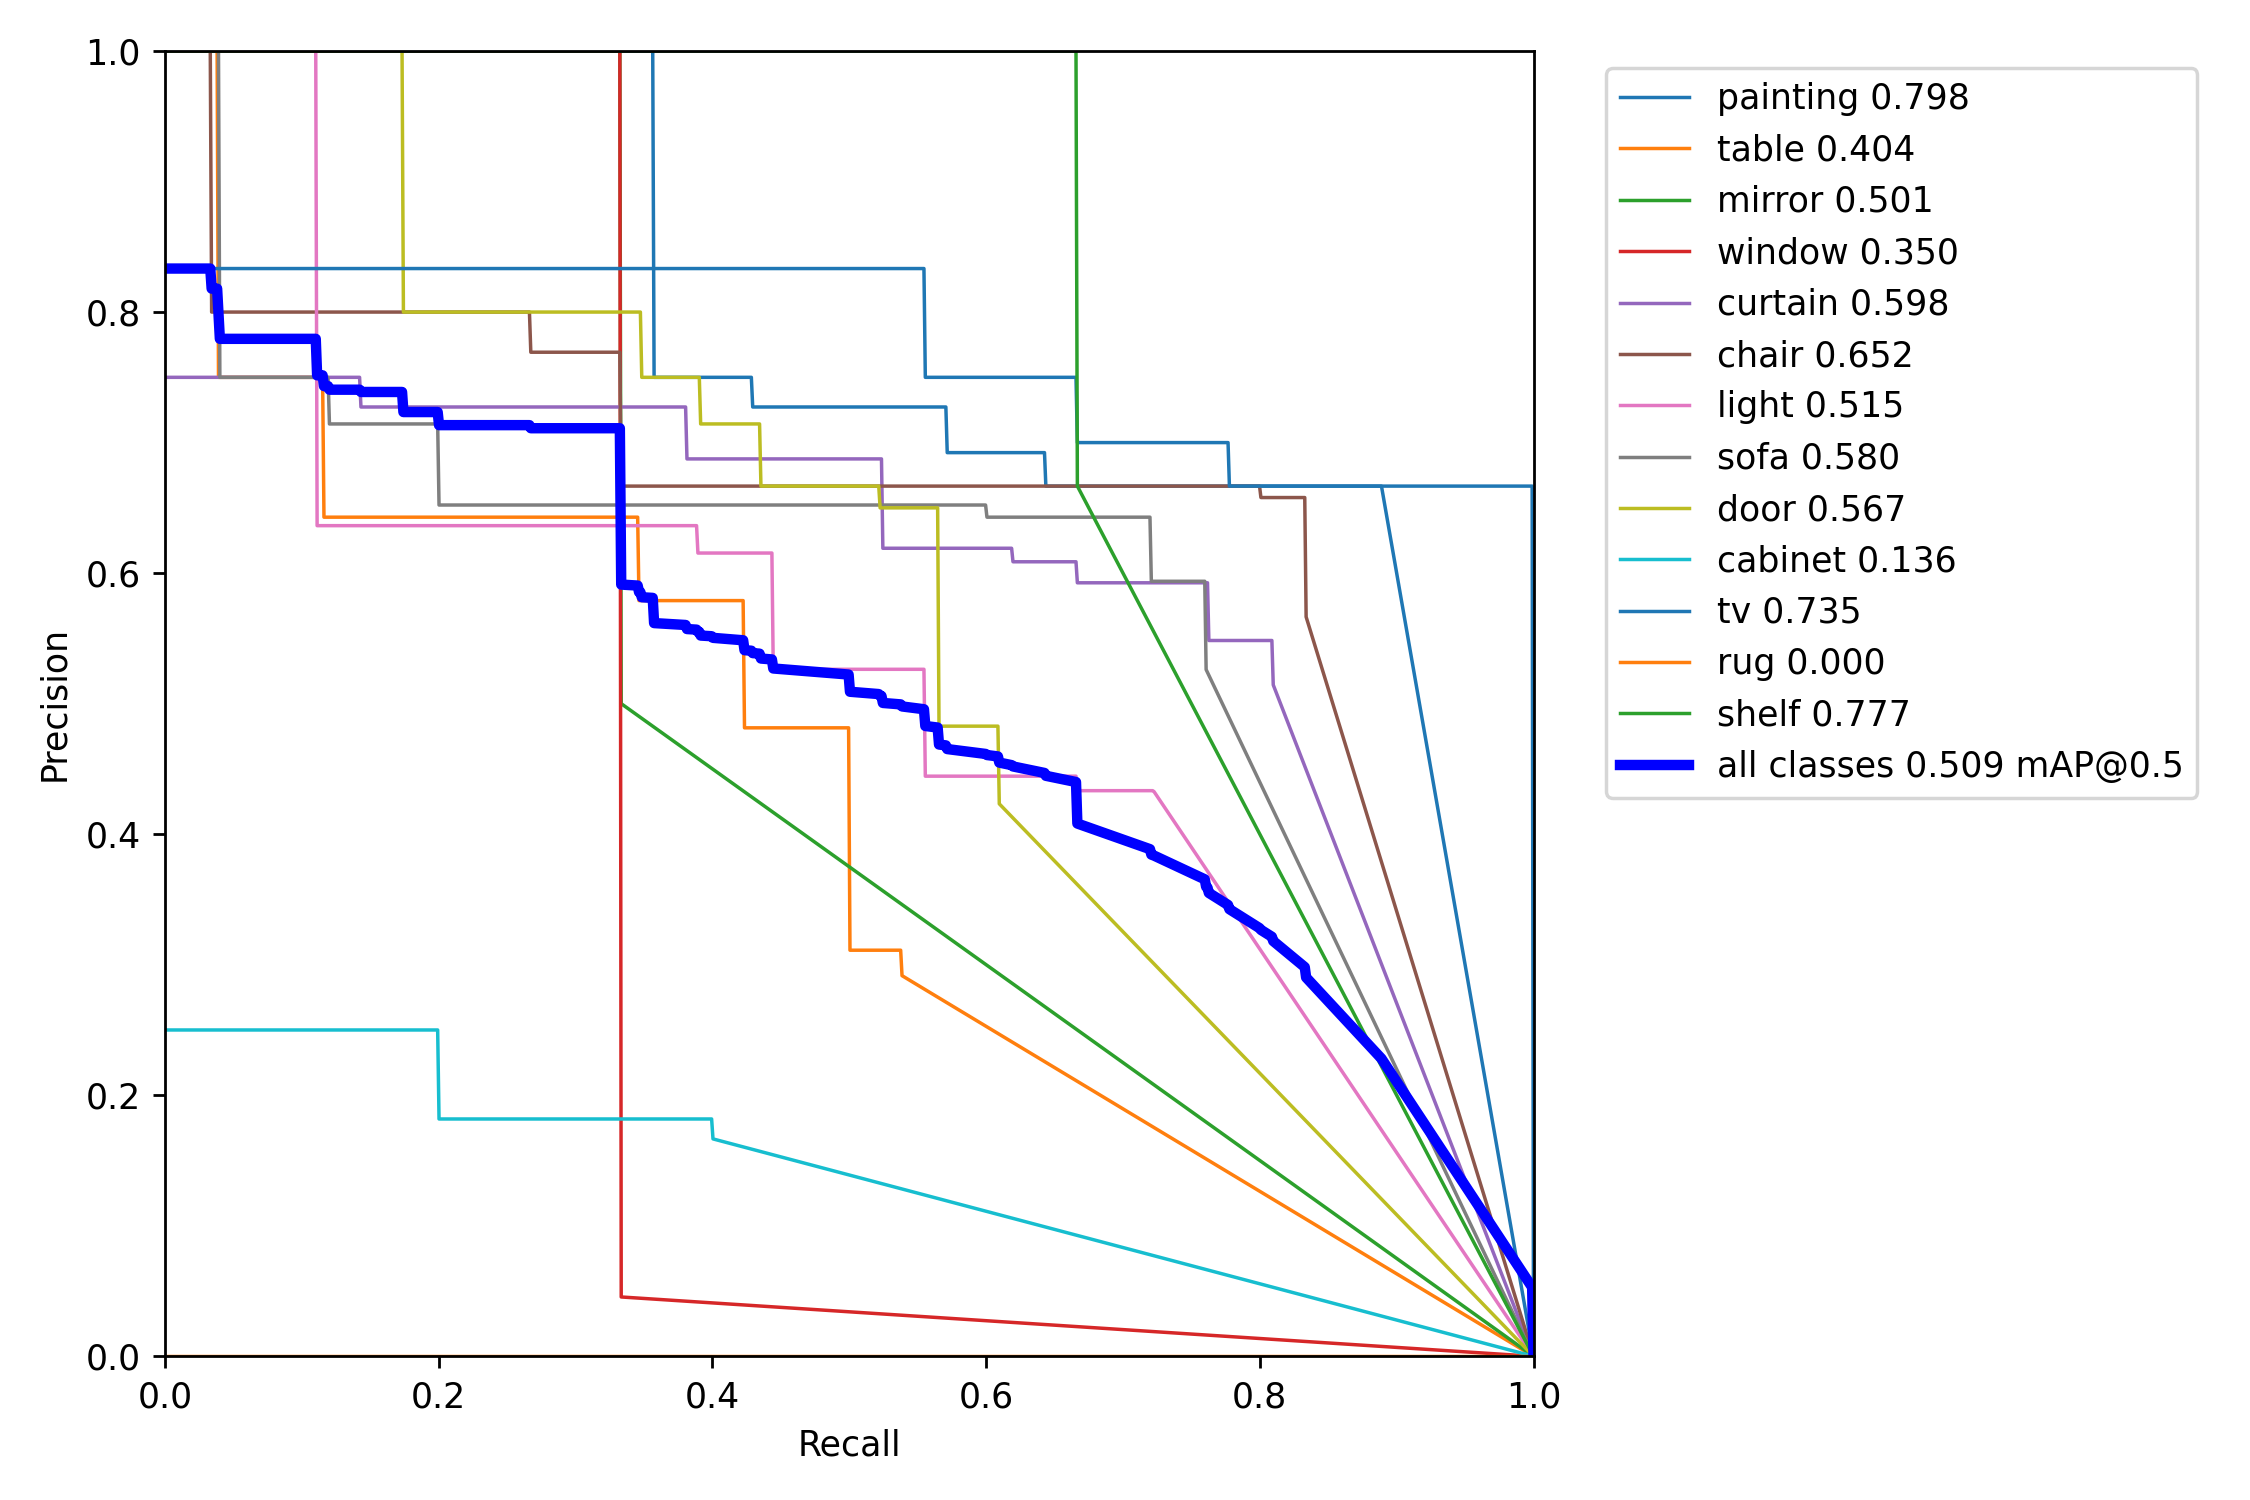 1.0
0.8
0.6
0.4
0.2
0.0
Precision
0.0 0.2 0.4 0.6 0.8 1.0
Recall
painting 0.798
table 0.404
mirror 0.501
window 0.350
curtain 0.598
chair 0.652
light 0.515
sofa 0.580
door 0.567
cabinet 0.136
tv 0.735
rug 0.000
shelf 0.777
all classes 0.509 mAP@0.5